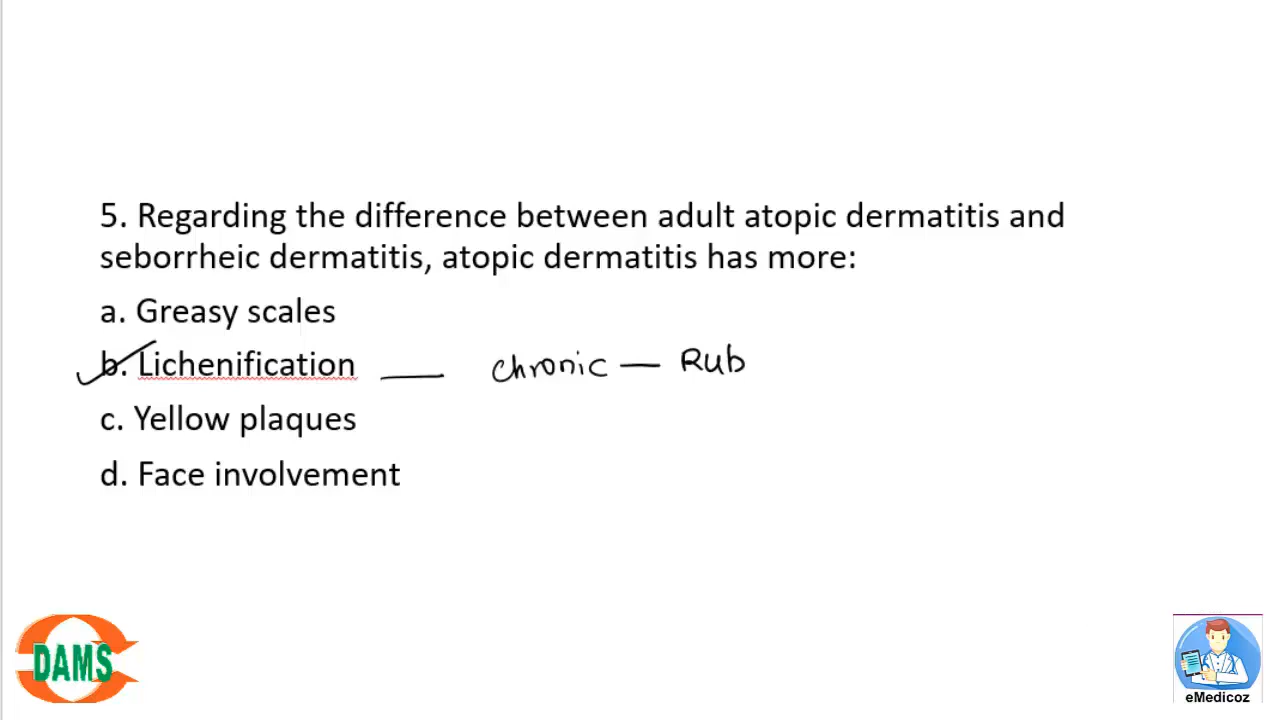 5. Regarding the difference between adult atopic dermatitis and
seborrheic dermatitis, atopic dermatitis has more:
a. Greasy scales
b. Lichenification — chronic — Rub
c. Yellow plaques
d. Face involvement
DAMS
eMedicoz